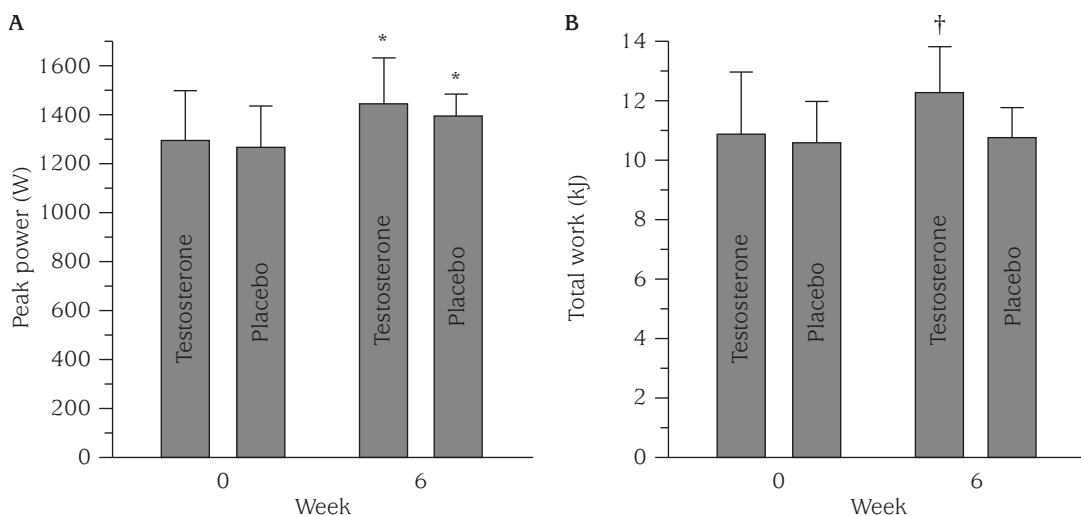 A
Peak power (W)
1600
1400
1200
1000
800
600
400
200
0
*
*
Testosterone
Placebo
Testosterone
Placebo
0
6
Week
B
Total work (kJ)
14
12
10
8
6
4
2
0
†
Testosterone
Placebo
Testosterone
Placebo
0
6
Week